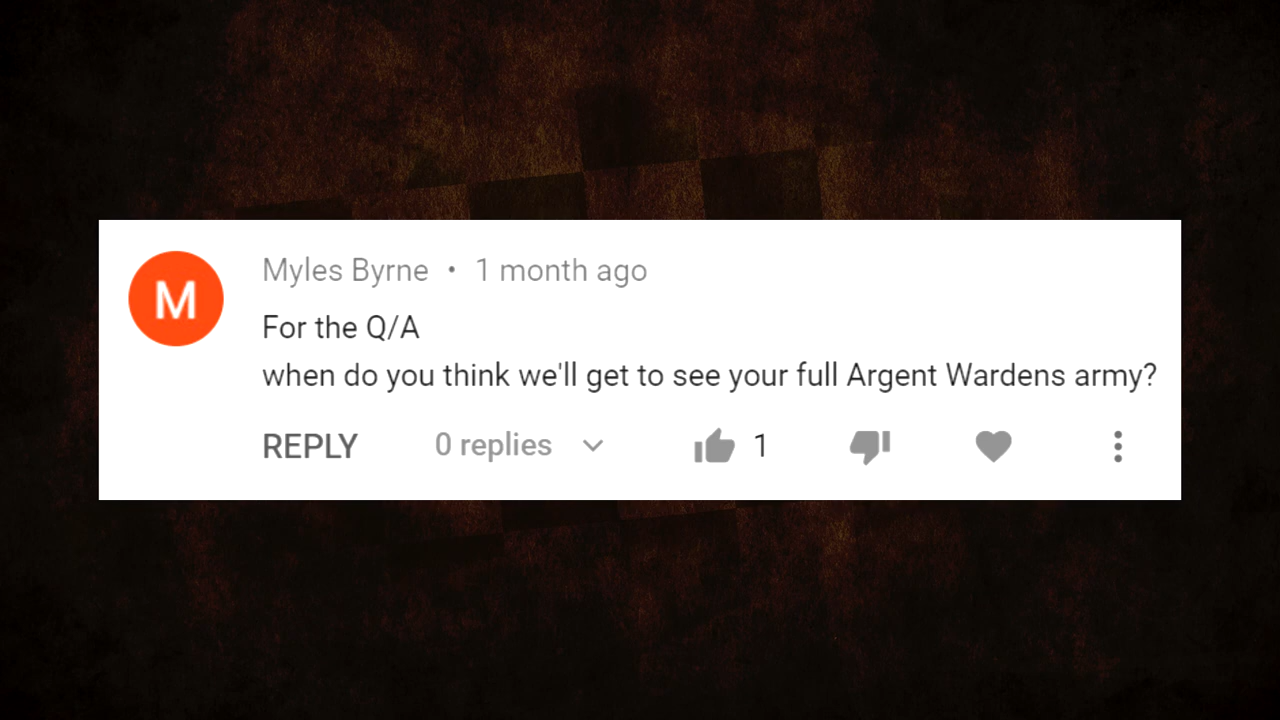 M
Myles Byrne • 1 month ago
For the Q/A
when do you think we'll get to see your full Argent Wardens army?
REPLY 0 replies 1